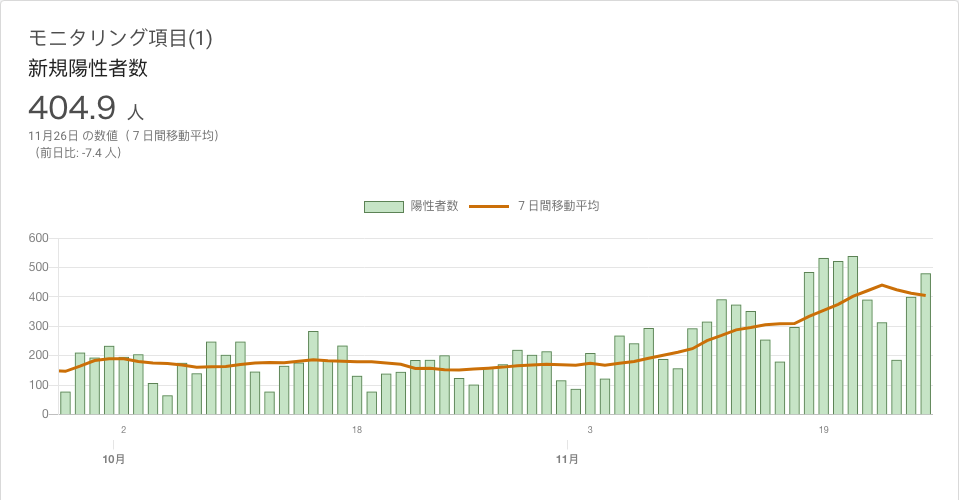 モニタリング項目(1)
新規陽性者数
404.9 人
11月26日 の数値（７日間移動平均）
（前日比: -7.4 人）
陽性者数 ７日間移動平均
600
500
400
300
200
100
0
2 18 3 19
10月 11月